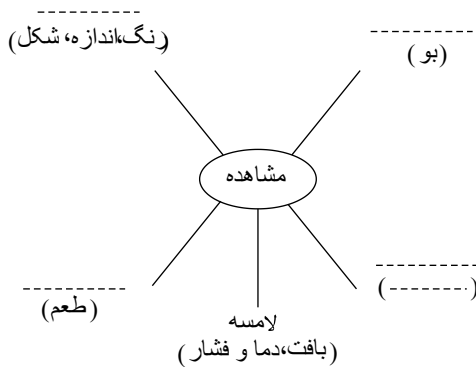 ------------
(رنگ،اندازه، شکل)
------------
(بو)
مشاهده
------------
(طعم)
لامسه
(بافت،دما و فشار)
------------
(----------)